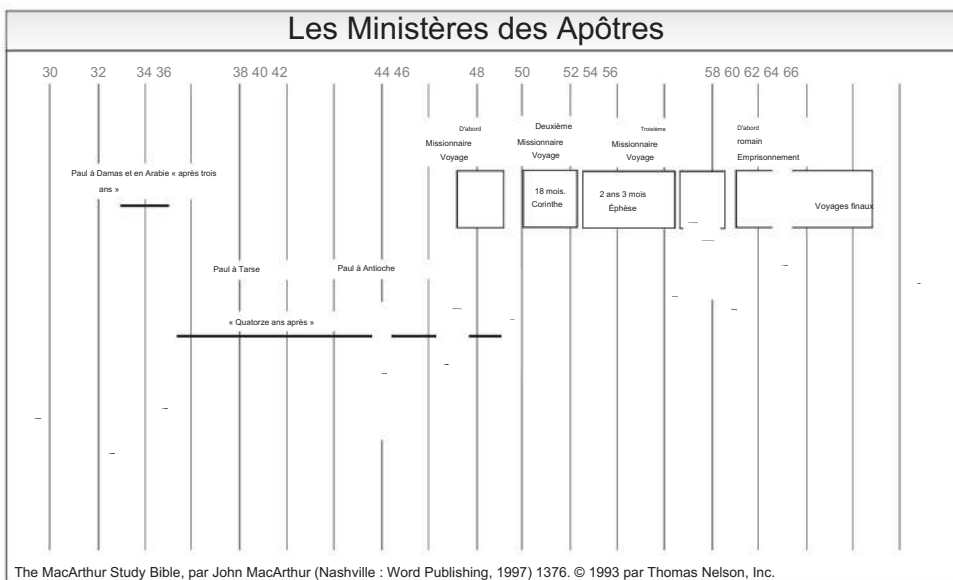 Les Ministères des Apôtres
30 32 34 36 38 40 42 44 46 48 50 52 54 56 58 60 62 64 66
D'abord
Missionnaire
Voyage
Deuxième
Missionnaire
Voyage
Troisième
Missionnaire
Voyage
D'abord
romain
Emprisonnement
Paul à Damas et en Arabie « après trois
ans »
18 mois.
Corinthe
2 ans 3 mois
Éphèse
Voyages finaux
Paul à Tarse
Paul à Antioche
« Quatorze ans après »
The MacArthur Study Bible, par John MacArthur (Nashville : Word Publishing, 1997) 1376. © 1993 par Thomas Nelson, Inc.